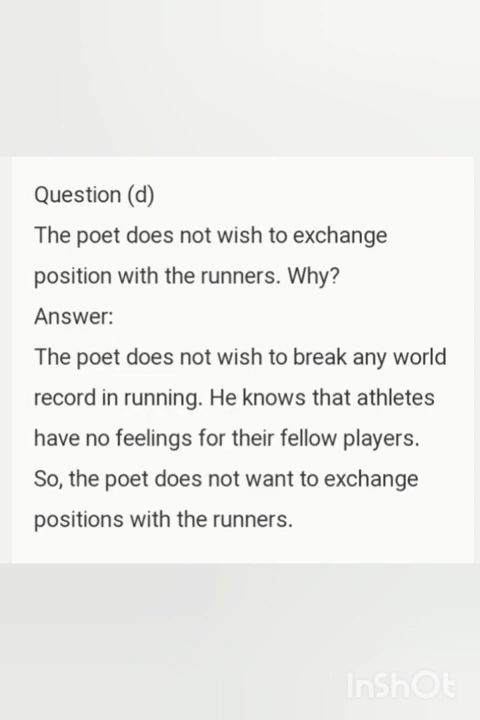 Question (d)
The poet does not wish to exchange
position with the runners. Why?
Answer:
The poet does not wish to break any world
record in running. He knows that athletes
have no feelings for their fellow players.
So, the poet does not want to exchange
positions with the runners.
InShOt